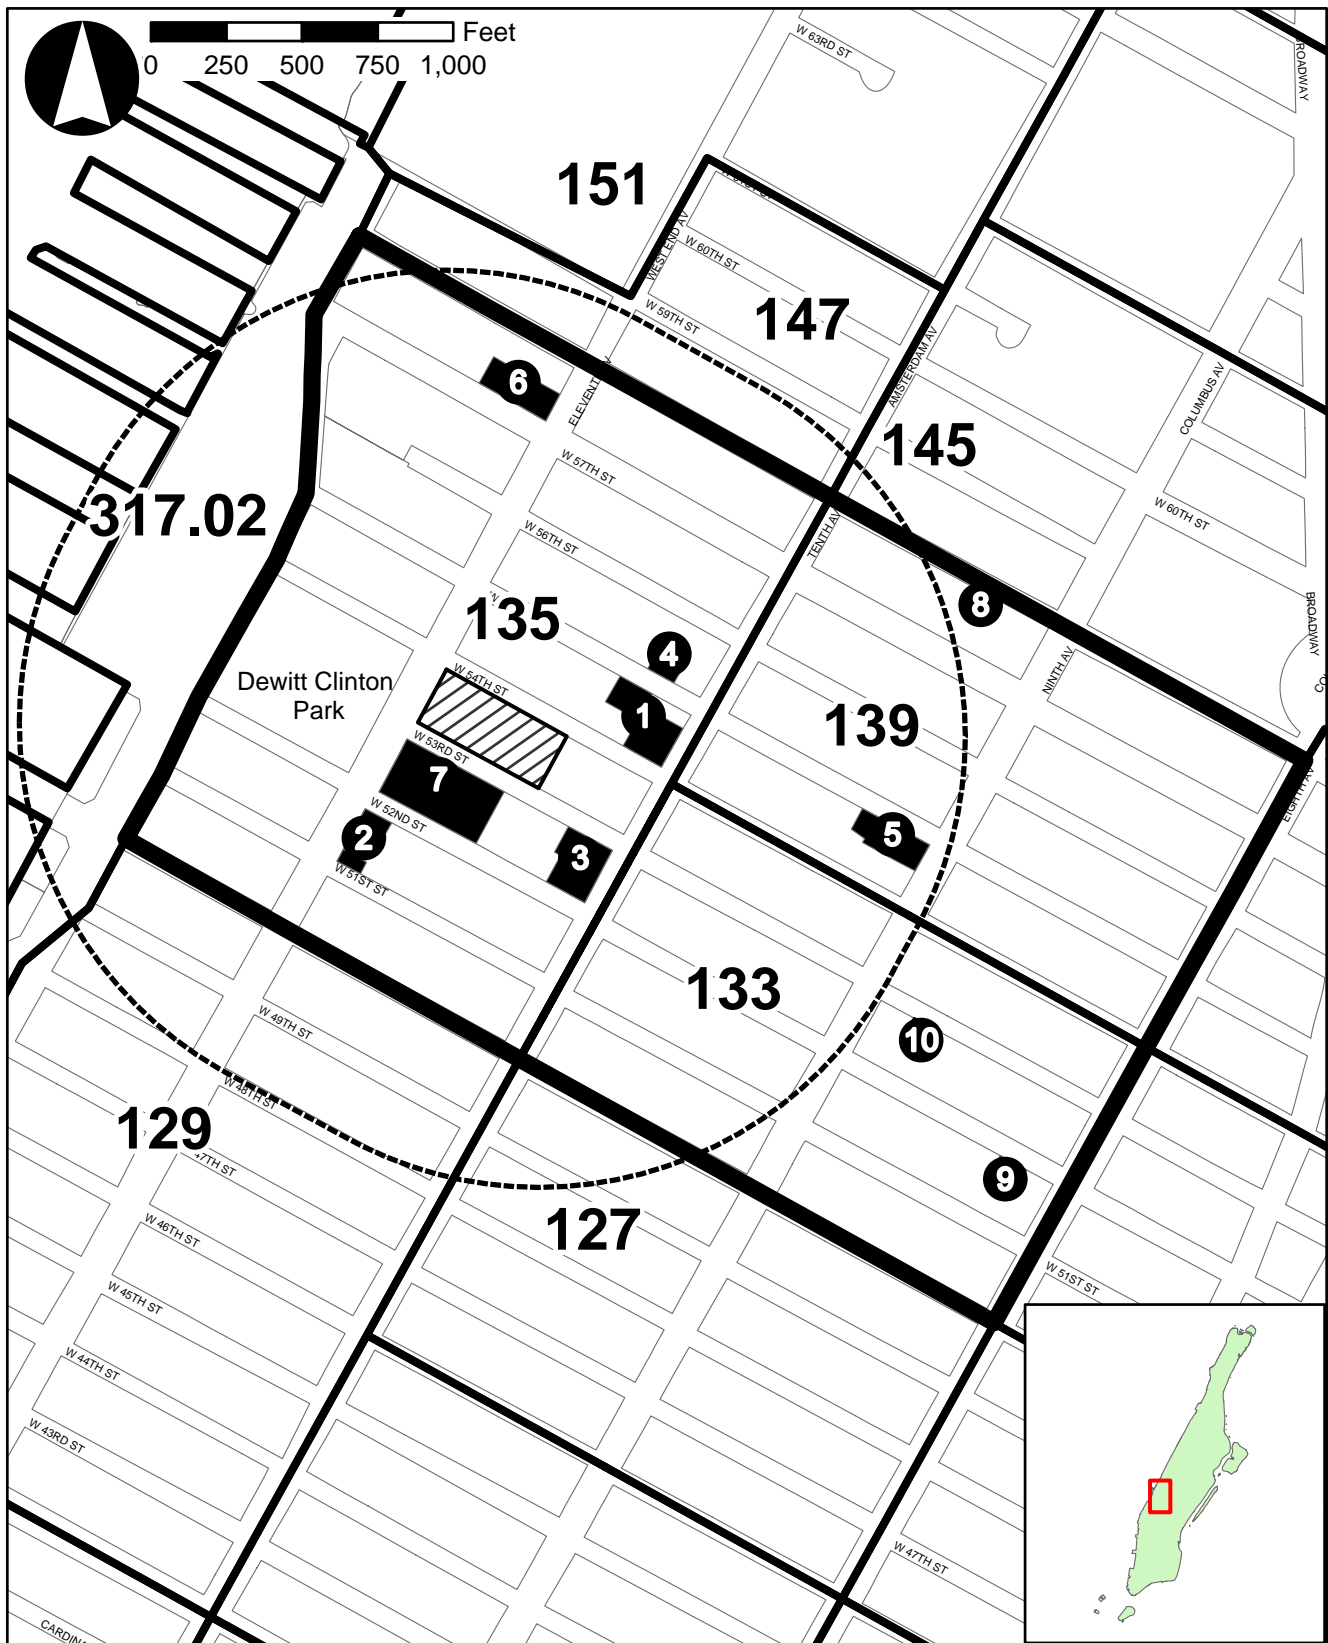 Feet
0 250 500 750 1,000
W 63RD ST
BROADWAY
151
WEST END AV
W 60TH ST
147
W 59TH ST
AMSTERDAM AV
COLUMBUS AV
6
145
W 57TH ST
317.02
W 60TH ST
W 56TH ST
TENTH AV
8
BROADWAY
135
4
NINTH AV
Dewitt Clinton
Park
W 54TH ST
1
139
W 53RD ST
7
EIGHTH AV
W 52ND ST
2
5
3
W 51ST ST
133
W 49TH ST
10
W 48TH ST
129
47TH ST
9
W 46TH ST
127
W 51ST ST
W 45TH ST
W 44TH ST
W 43RD ST
W 47TH ST